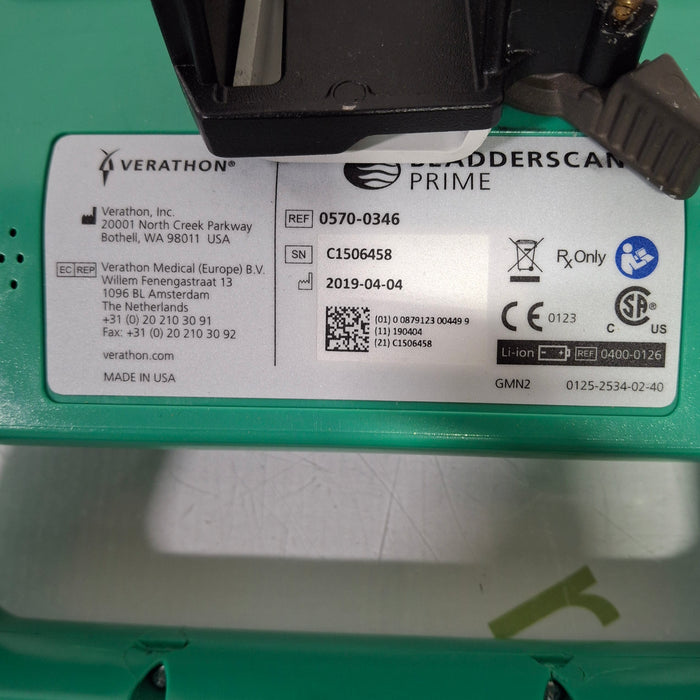 VERATHON®
Verathon, Inc.
20001 North Creek Parkway
Bothell, WA 98011 USA
EC REP Verathon Medical (Europe) B.V.
Willem Fenengastraat 13
1096 BL Amsterdam
The Netherlands
+31 (0) 20 210 30 91
Fax: +31 (0) 20 210 30 92
verathon.com
MADE IN USA
BLADDERSCAN
PRIME
REF 0570-0346
SN C1506458
2019-04-04
(01) 0 0879123 00449 9
(11) 190404
(21) C1506458
Rx Only
CE 0123
C SA® US
Li-ion REF 0400-0126
GMN2 0125-2534-02-40